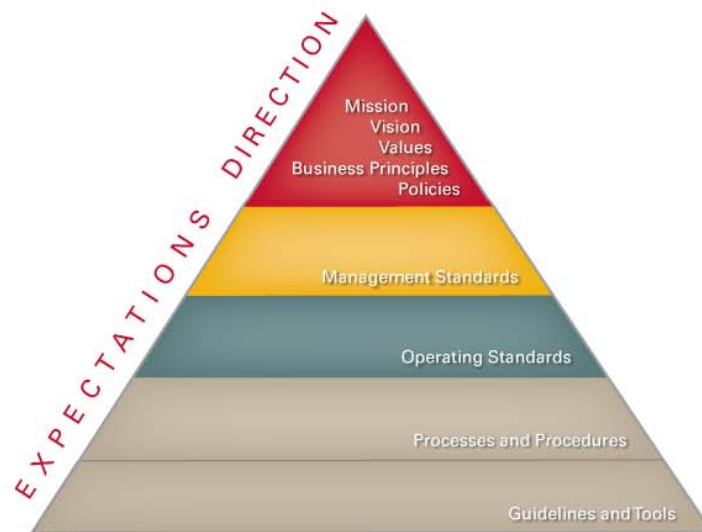 EXPECTATIONS DIRECTION
Mission
Vision
Values
Business Principles
Policies
Management Standards
Operating Standards
Processes and Procedures
Guidelines and Tools